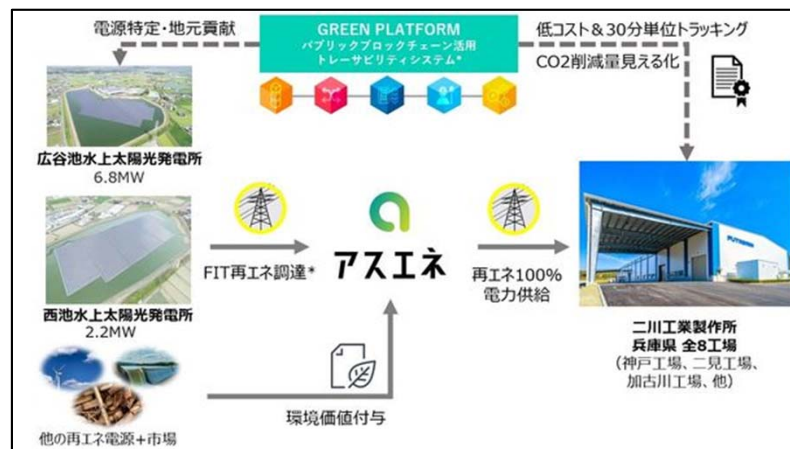 電源特定・地元貢献
GREEN PLATFORM
パブリックブロックチェーン活用
トレーサビリティシステム*
低コスト&30分単位トラッキング
CO2削減量見える化
広谷池水上太陽光発電所
6.8MW
西池水上太陽光発電所
2.2MW
FIT再エネ調達*
アスエネ
再エネ100%
電力供給
二川工業製作所
兵庫県 全8工場
（神戸工場、二見工場、
加古川工場、他）
環境価値付与
他の再エネ電源+市場